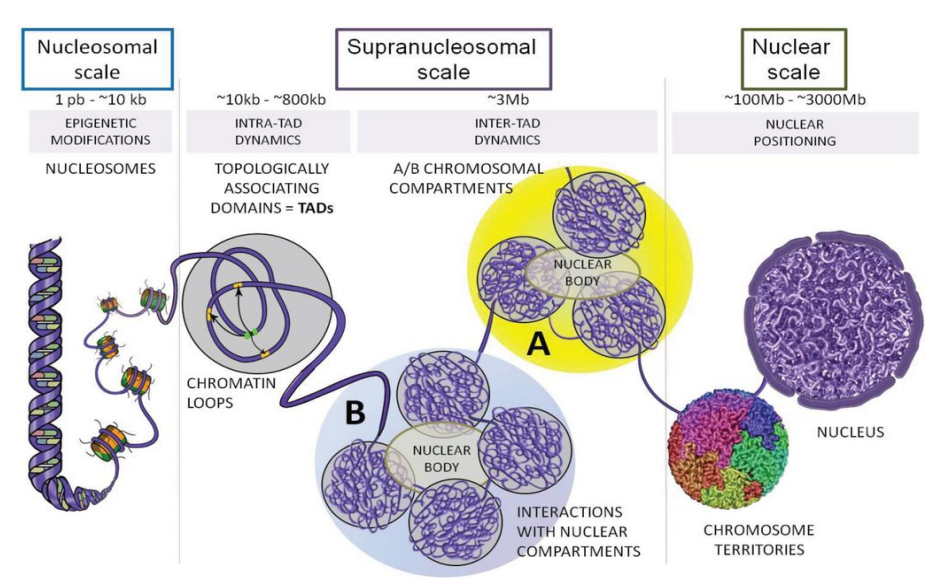 Nucleosomal
scale
Supranucleosomal
scale
Nuclear
scale
1 pb - ~10 kb
~10kb - ~800kb
~3Mb
~100Mb - ~3000Mb
EPIGENETIC
MODIFICATIONS
INTRA-TAD
DYNAMICS
INTER-TAD
DYNAMICS
NUCLEAR
POSITIONING
NUCLEOSOMES
TOPOLOGICALLY
ASSOCIATING
DOMAINS = TADs
A/B CHROMOSOMAL
COMPARTMENTS
NUCLEAR
BODY
A
CHROMATIN
LOOPS
B
NUCLEAR
BODY
NUCLEUS
INTERACTIONS
WITH NUCLEAR
COMPARTMENTS
CHROMOSOME
TERRITORIES